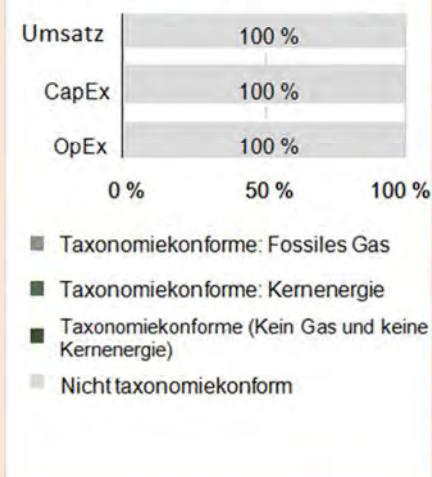 Umsatz 100 %
CapEx 100 %
OpEx 100 %
0 % 50 % 100 %
Taxonomiekonforme: Fossiles Gas
Taxonomiekonforme: Kernenergie
Taxonomiekonforme (Kein Gas und keine
Kernenergie)
Nicht taxonomiekonform